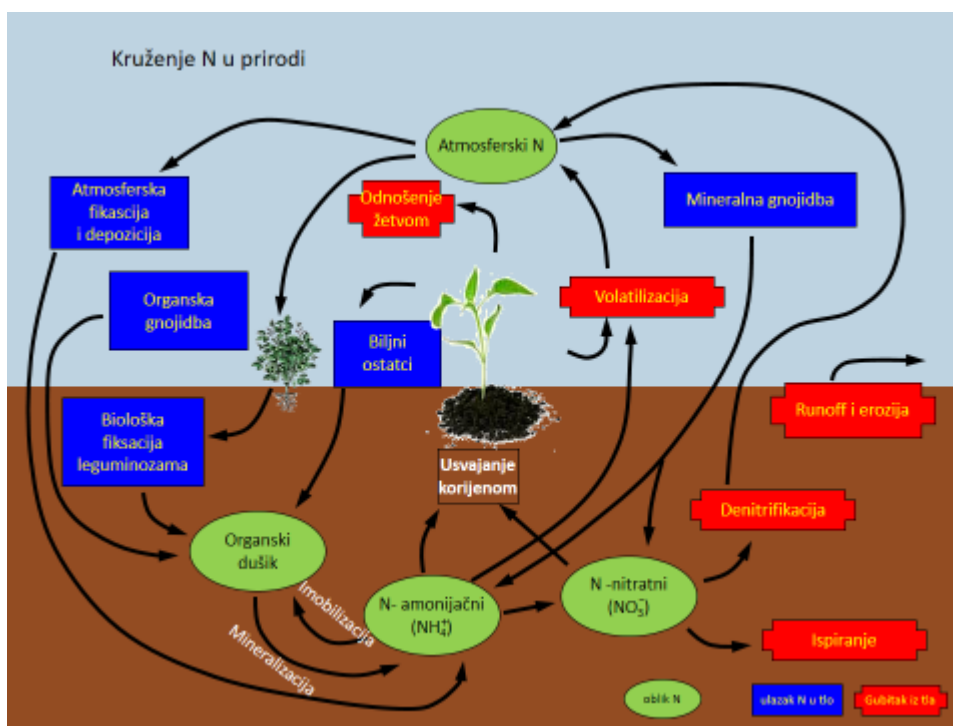 Kruženje N u prirodi
Atmosferski N
Atmosferska
fikascija
i depozicija
Odnošenje
žetvom
Mineralna gnojidba
Organska
gnojidba
Volatilizacija
Biljni
ostatci
Runoff i erozija
Biološka
fiksacija
leguminozama
Usvajanje
korijenom
Denitrifikacija
Organski
dušik
N- amonijačni
(NH₄⁺)
N -nitratni
(NO₃⁻)
Imobilizacija
Mineralizacija
Ispiranje
oblik N
ulazak N u tlo
Gubitak iz tla